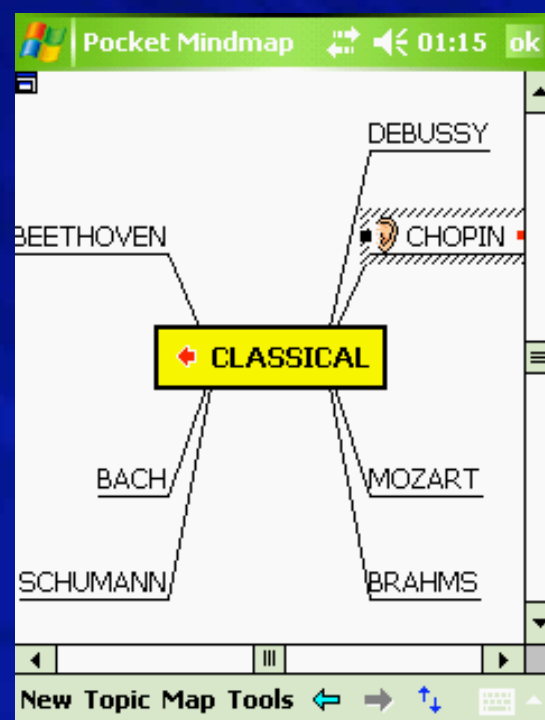 Pocket Mindmap 01:15 ok
DEBUSSY
BEETHOVEN CHOPIN
CLASSICAL
BACH MOZART
SCHUMANN BRAHMS
New Topic Map Tools